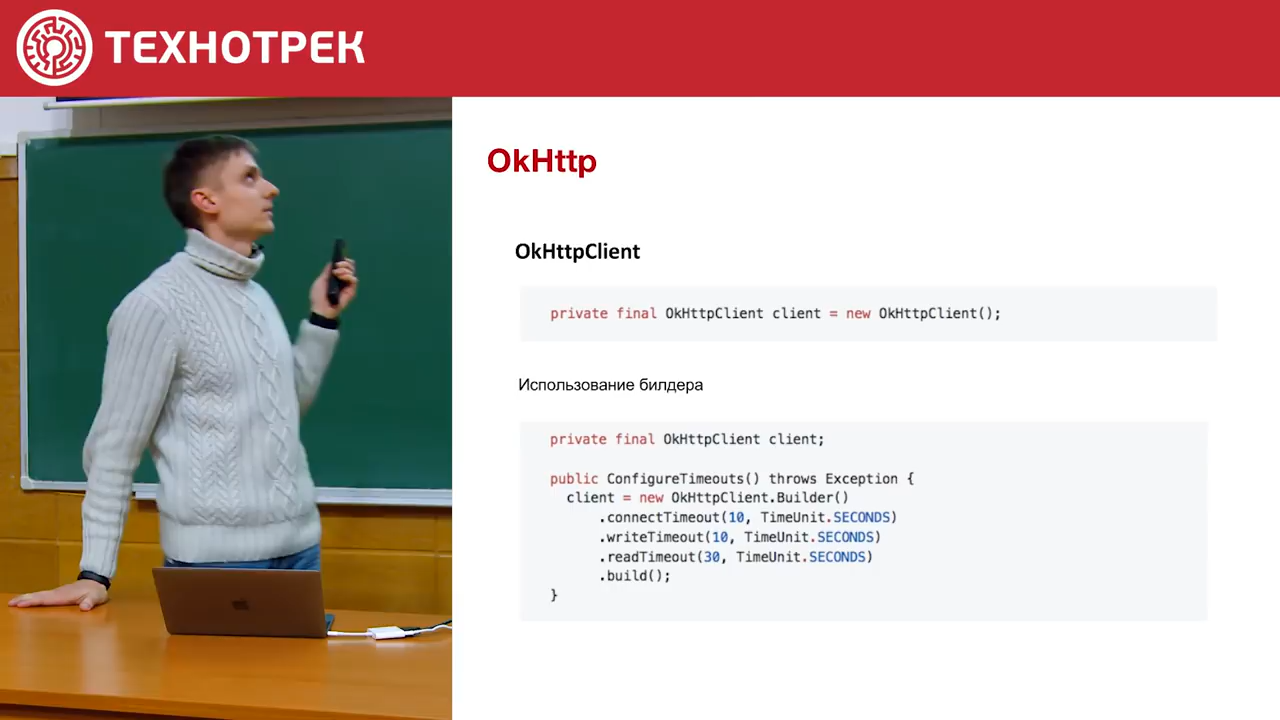 ТЕХНОТРЕК
OkHttp
OkHttpClient
private final OkHttpClient client = new OkHttpClient();
Использование билдера
private final OkHttpClient client;
public ConfigureTimeouts() throws Exception {
client = new OkHttpClient.Builder()
.connectTimeout(10, TimeUnit.SECONDS)
.writeTimeout(10, TimeUnit.SECONDS)
.readTimeout(30, TimeUnit.SECONDS)
.build();
}